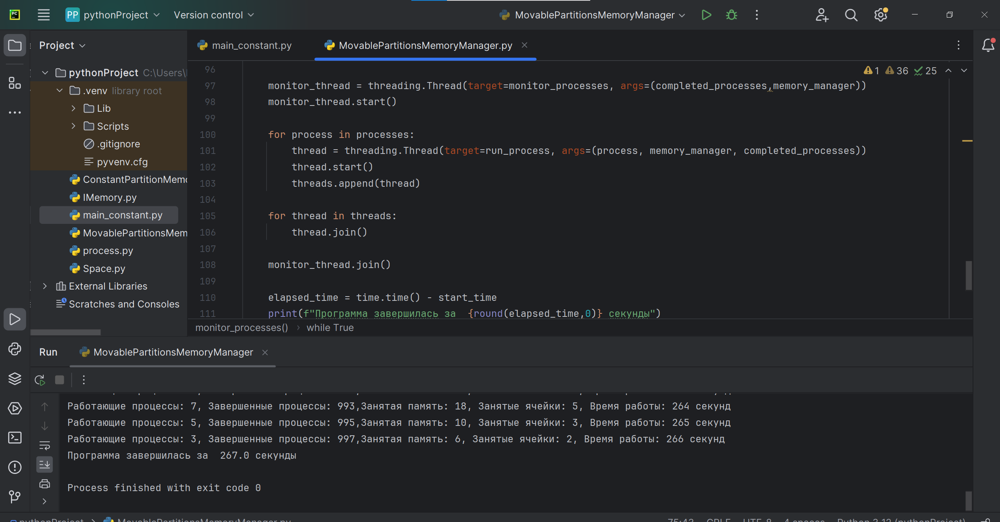 PC
PP pythonProject Version control MovablePartitionsMemoryManager
Project
main_constant.py MovablePartitionsMemoryManager.py
pythonProject C:\Users\
.venv library root
Lib
Scripts
.gitignore
pyvenv.cfg
ConstantPartitionMem
IMemory.py
main_constant.py
MovablePartitionsMem
process.py
Space.py
External Libraries
Scratches and Consoles
1 36 25
96
97 monitor_thread = threading.Thread(target=monitor_processes, args=(completed_processes,memory_manager))
98 monitor_thread.start()
99
100 for process in processes:
101 thread = threading.Thread(target=run_process, args=(process, memory_manager, completed_processes))
102 thread.start()
103 threads.append(thread)
104
105 for thread in threads:
106 thread.join()
107
108 monitor_thread.join()
109
110 elapsed_time = time.time() - start_time
111 print(f"Программа завершилась за  {round(elapsed_time,0)} секунды")
monitor_processes() › while True
Run MovablePartitionsMemoryManager
Работающие процессы: 7, Завершенные процессы: 993,Занятая память: 18, Занятые ячейки: 5, Время работы: 264 секунд
Работающие процессы: 5, Завершенные процессы: 995,Занятая память: 10, Занятые ячейки: 3, Время работы: 265 секунд
Работающие процессы: 3, Завершенные процессы: 997,Занятая память: 6, Занятые ячейки: 2, Время работы: 266 секунд
Программа завершилась за  267.0 секунды
Process finished with exit code 0
pythonProject > MovablePartitionsMemoryManager.py 75:43 CRLF UTF-8 4 spaces Python 3.12 (pythonProject)